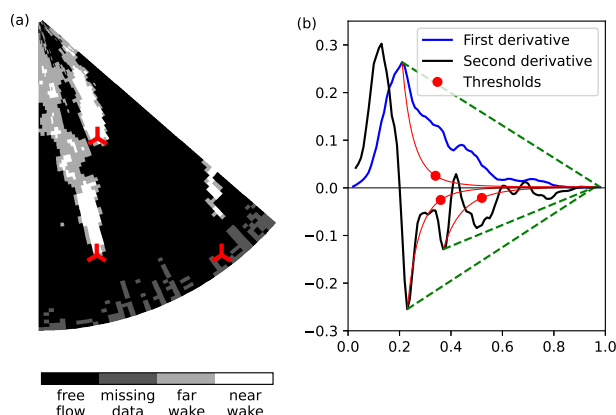 (a)
(b)
First derivative
Second derivative
Thresholds
0.3
0.2
0.1
0.0
−0.1
−0.2
−0.3
0.0 0.2 0.4 0.6 0.8 1.0
free missing far near
flow data wake wake